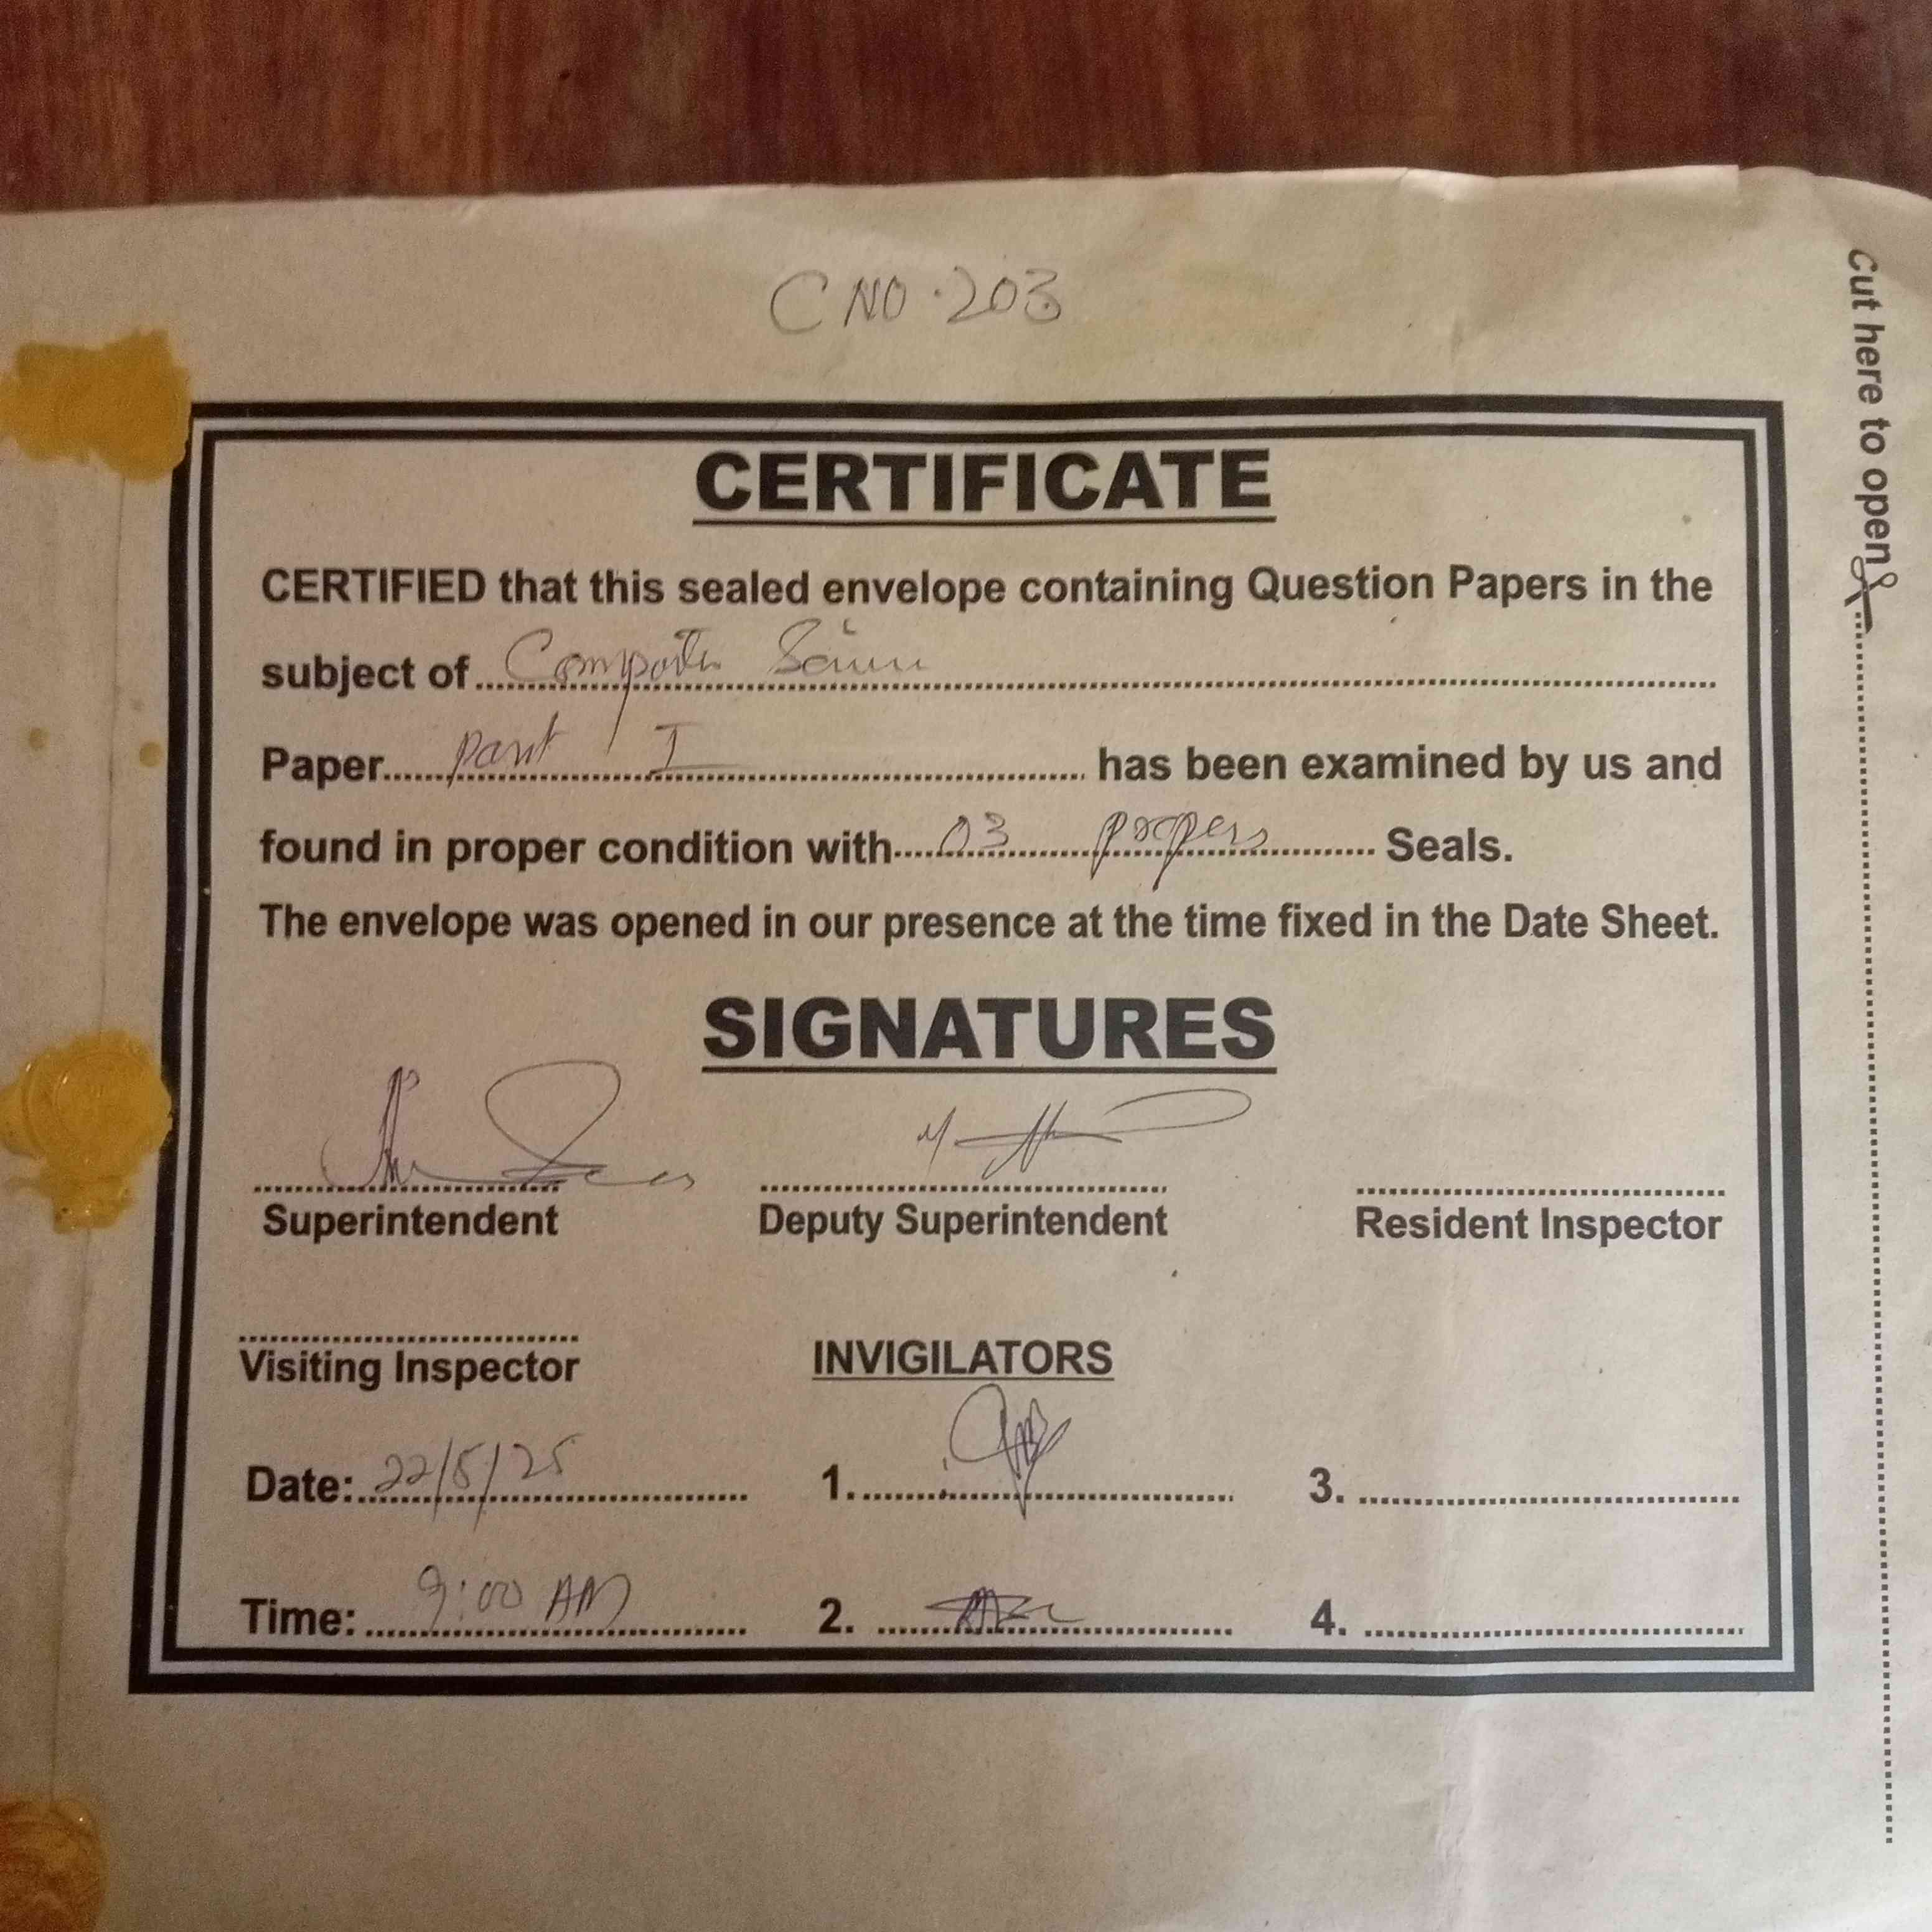 C NO. 203
Cut here to open
CERTIFICATE
CERTIFIED that this sealed envelope containing Question Papers in the
subject of Computer Science
Paper Part I has been examined by us and
found in proper condition with 03 propers Seals.
The envelope was opened in our presence at the time fixed in the Date Sheet.
SIGNATURES
Superintendent Deputy Superintendent Resident Inspector
Visiting Inspector INVIGILATORS
Date: 22/5/25 1. 3.
Time: 9:00 AM 2. 4.